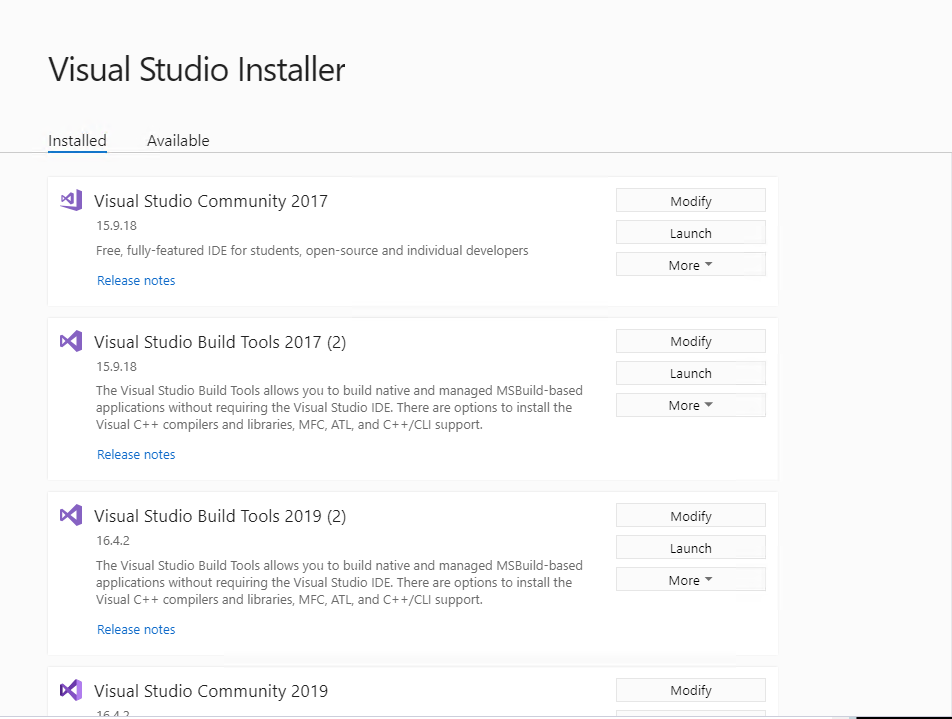 Visual Studio Installer
Installed Available
Visual Studio Community 2017
15.9.18
Free, fully-featured IDE for students, open-source and individual developers
Release notes
Modify
Launch
More
Visual Studio Build Tools 2017 (2)
15.9.18
The Visual Studio Build Tools allows you to build native and managed MSBuild-based
applications without requiring the Visual Studio IDE. There are options to install the
Visual C++ compilers and libraries, MFC, ATL, and C++/CLI support.
Release notes
Modify
Launch
More
Visual Studio Build Tools 2019 (2)
16.4.2
The Visual Studio Build Tools allows you to build native and managed MSBuild-based
applications without requiring the Visual Studio IDE. There are options to install the
Visual C++ compilers and libraries, MFC, ATL, and C++/CLI support.
Release notes
Modify
Launch
More
Visual Studio Community 2019
16.4.2
Modify